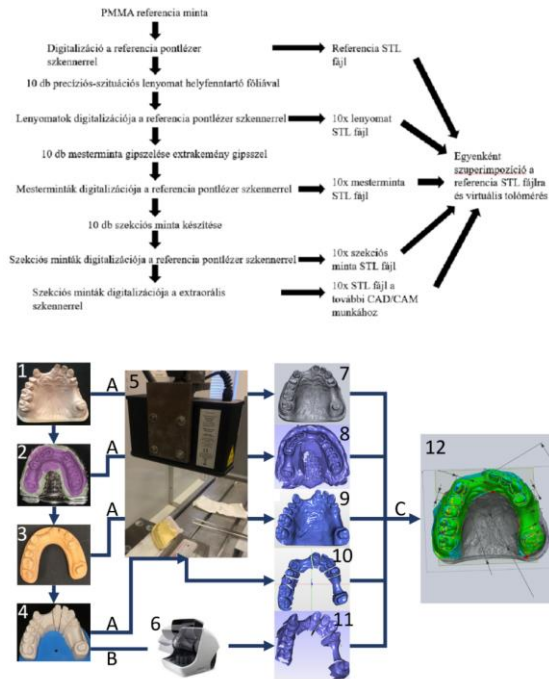 PMMA referencia minta
Digitalizáció a referencia pontlézer
szkennerrel
Referencia STL
fájl
10 db precíziós-szituációs lenyomat helyfenntartó fóliával
Lenyomatok digitalizációja a referencia pontlézer szkennerrel
10x lenyomat
STL fájl
10 db mesterminta gipszelése extrakemény gipsszel
Mesterminták digitalizációja a referencia pontlézer szkennerrel
10x mesterminta
STL fájl
10 db szekciós minta készítése
Szekciós minták digitalizációja a referencia pontlézer szkennerrel
10x szekciós
minta STL fájl
Szekciós minták digitalizációja a extraorális
szkennerrel
10x STL fájl a
további CAD/CAM
munkához
Egyenként
szuperimpozíció a
referencia STL fájlra
és virtuális tolómérés
1
A
5
7
2
A
8
3
A
9
C
12
4
A
10
B
6
11